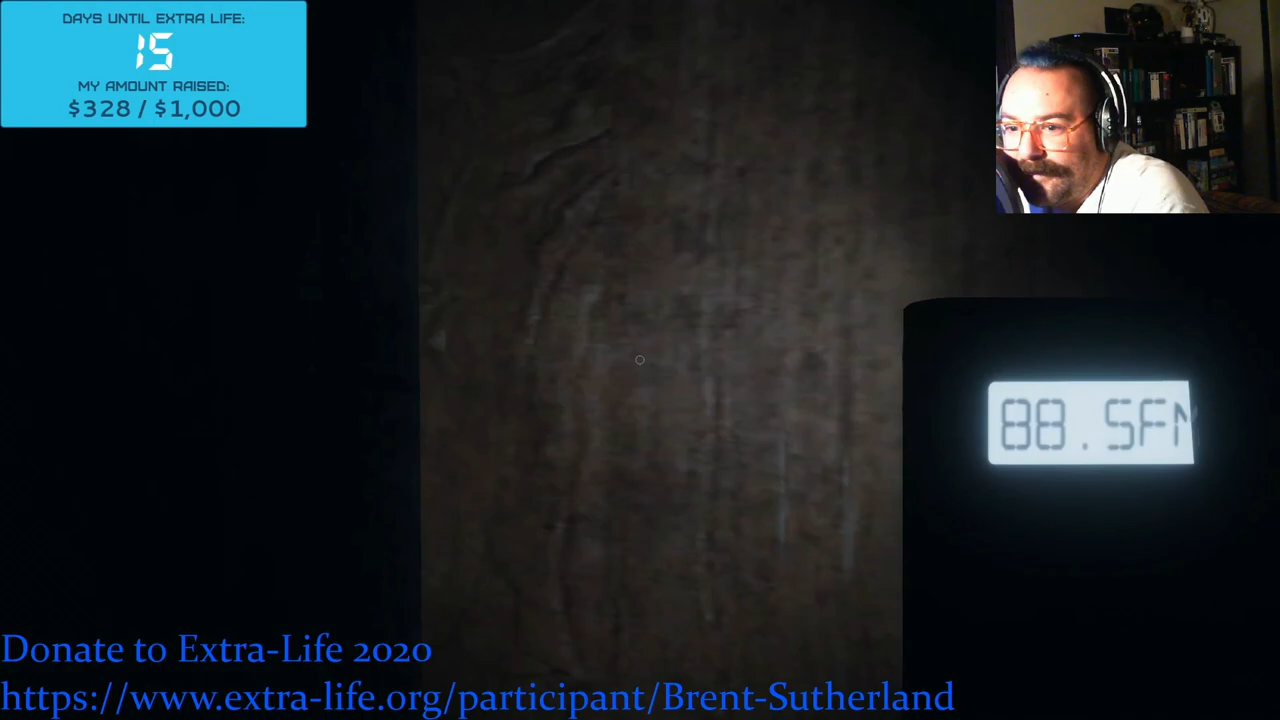 DAYS UNTIL EXTRA LIFE:
15
MY AMOUNT RAISED:
$328 / $1,000
88.5FM
Donate to Extra-Life 2020
https://www.extra-life.org/participant/Brent-Sutherland